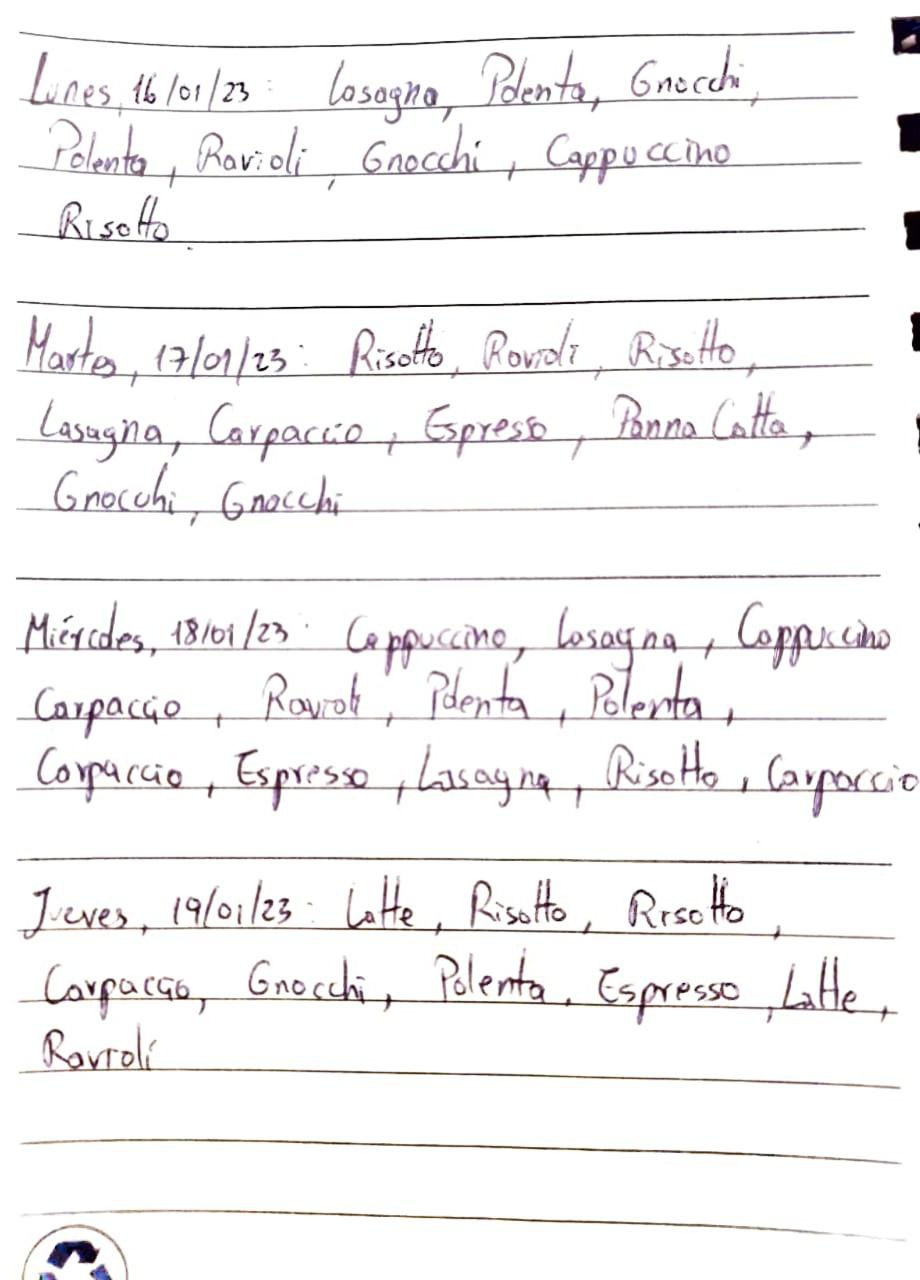 Lunes, 16/01/23: Lasagna, Polenta, Gnocchi,
Polenta, Ravioli, Gnocchi, Cappuccino
Risotto.
Martes, 17/01/23: Risotto, Ravioli, Risotto,
Lasagna, Carpaccio, Espresso, Panna Cotta,
Gnocchi, Gnocchi
Miércoles, 18/01/23: Cappuccino, Lasagna, Cappuccino
Carpaccio, Ravioli, Polenta, Polenta,
Carpaccio, Espresso, Lasagna, Risotto, Carpaccio
Jueves, 19/01/23: Latte, Risotto, Risotto,
Carpaccio, Gnocchi, Polenta, Espresso, Latte,
Ravioli